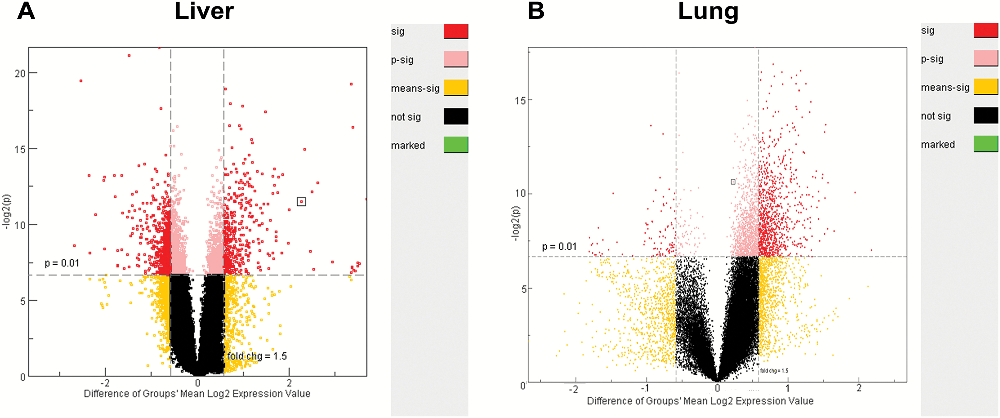 A
Liver
sig
p-sig
means-sig
not sig
marked
20
15
10
5
0
-log2(p)
p = 0.01
fold chg = 1.5
-2
0
2
Difference of Groups' Mean Log2 Expression Value
B
Lung
sig
p-sig
means-sig
not sig
marked
15
10
5
0
-log2(p)
p = 0.01
fold chg = 1.5
-2
-1
0
1
2
Difference of Groups' Mean Log2 Expression Value